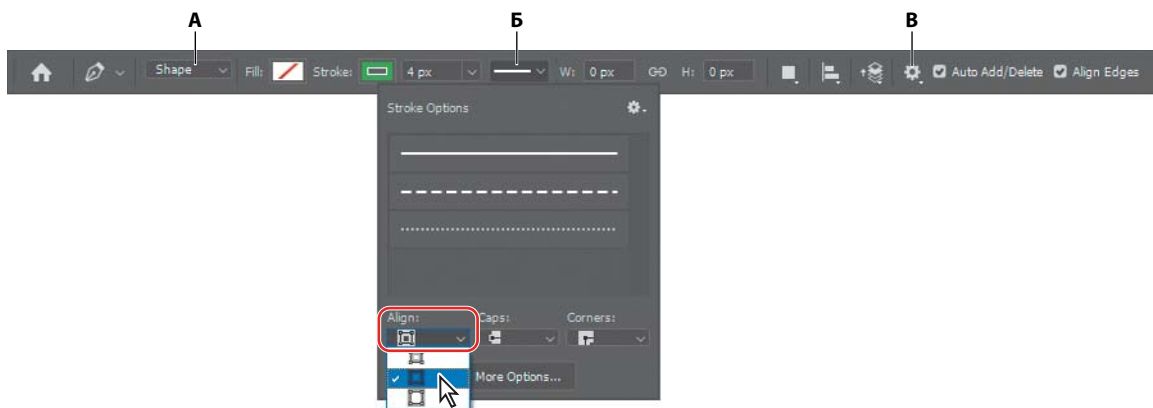 А Б В
Shape Fill: Stroke: 4 px W: 0 px H: 0 px Auto Add/Delete Align Edges
Stroke Options
Align: Caps: Corners:
More Options...